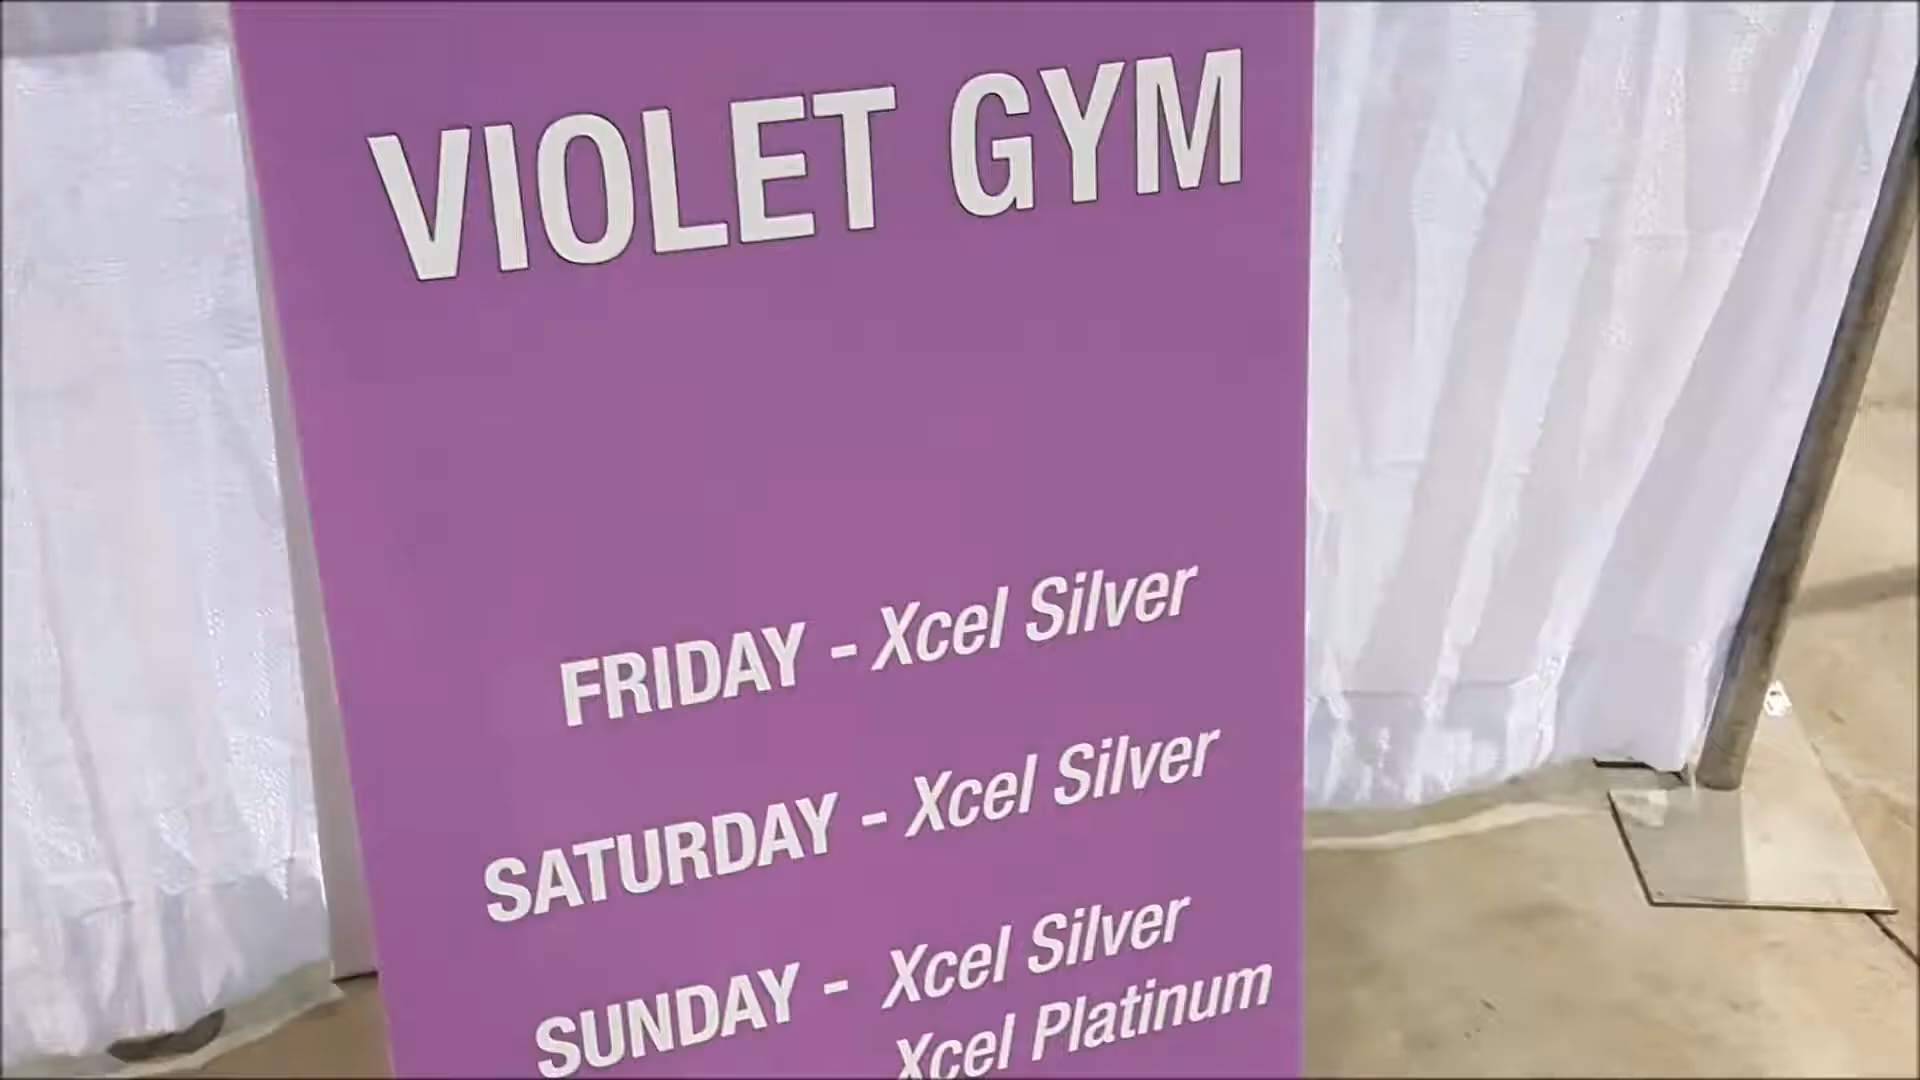 VIOLET GYM
FRIDAY - Xcel Silver
SATURDAY - Xcel Silver
SUNDAY - Xcel Silver
Xcel Platinum